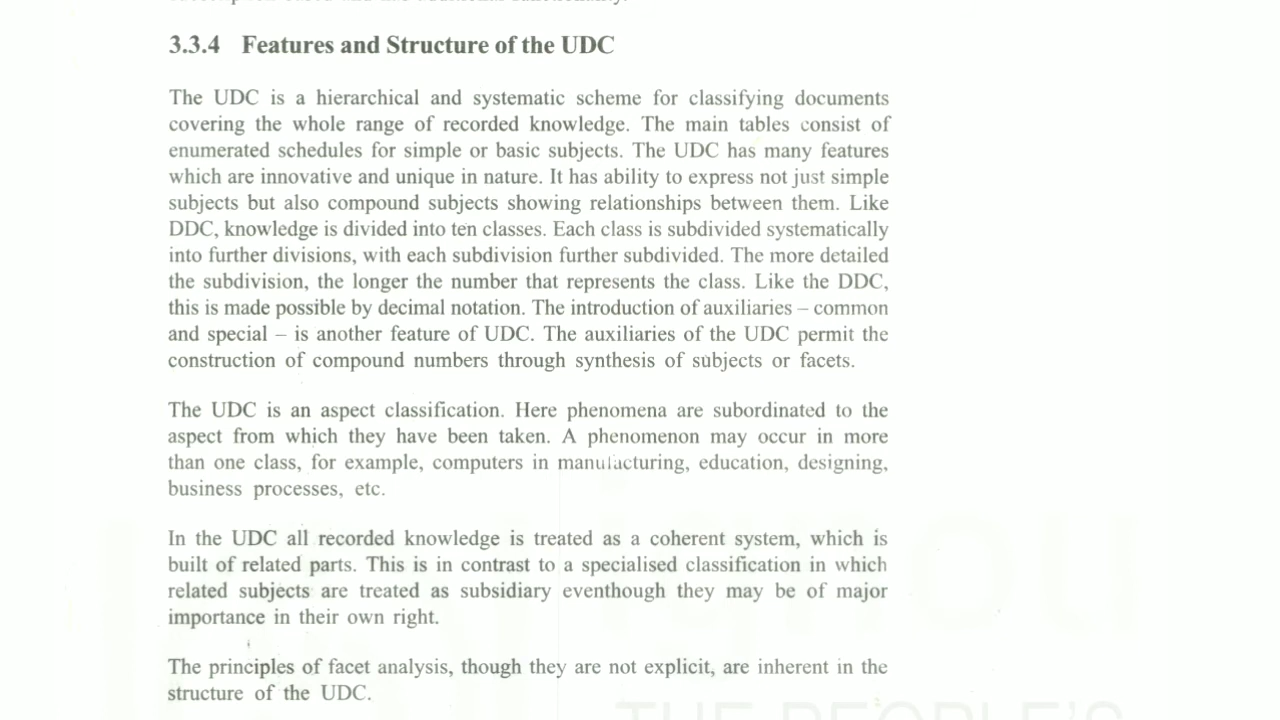 3.3.4 Features and Structure of the UDC
The UDC is a hierarchical and systematic scheme for classifying documents
covering the whole range of recorded knowledge. The main tables consist of
enumerated schedules for simple or basic subjects. The UDC has many features
which are innovative and unique in nature. It has ability to express not just simple
subjects but also compound subjects showing relationships between them. Like
DDC, knowledge is divided into ten classes. Each class is subdivided systematically
into further divisions, with each subdivision further subdivided. The more detailed
the subdivision, the longer the number that represents the class. Like the DDC,
this is made possible by decimal notation. The introduction of auxiliaries – common
and special – is another feature of UDC. The auxiliaries of the UDC permit the
construction of compound numbers through synthesis of subjects or facets.
The UDC is an aspect classification. Here phenomena are subordinated to the
aspect from which they have been taken. A phenomenon may occur in more
than one class, for example, computers in manufacturing, education, designing,
business processes, etc.
In the UDC all recorded knowledge is treated as a coherent system, which is
built of related parts. This is in contrast to a specialised classification in which
related subjects are treated as subsidiary eventhough they may be of major
importance in their own right.
The principles of facet analysis, though they are not explicit, are inherent in the
structure of the UDC.
THE PEOPLE'S